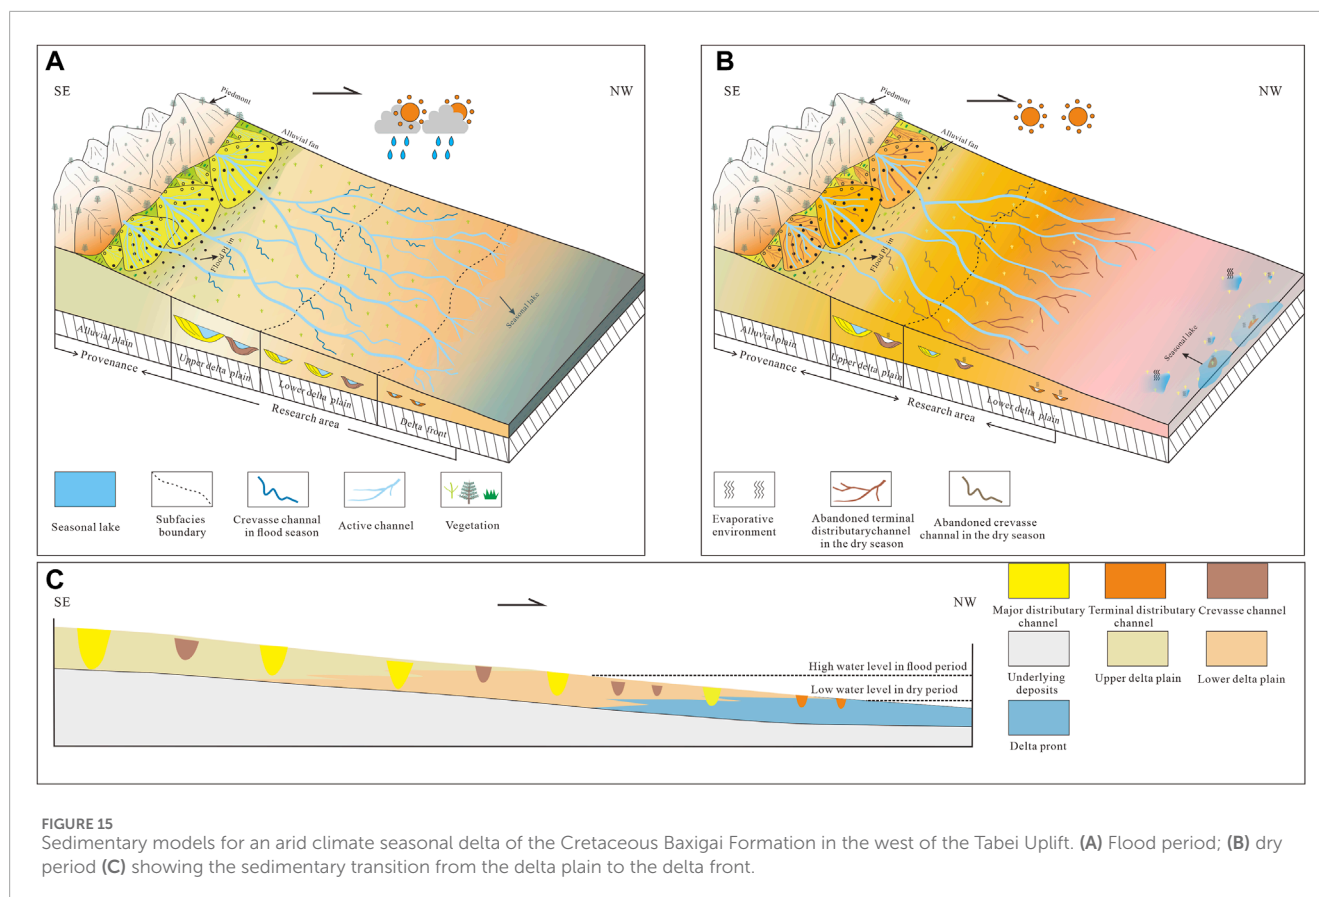 A
SE
NW
Piedmont
Alluvial fan
Flood Plain
Seasonal lake
Alluvial plain
Upper delta plain
Lower delta plain
Delta front
Provenance
Research area
Seasonal lake
Subfacies
boundary
Crevasse channel
in flood season
Active channel
Vegetation
B
SE
NW
Piedmont
Alluvial fan
Flood Plain
Seasonal lake
Alluvial plain
Upper delta plain
Lower delta plain
Provenance
Research area
Evaporative
environment
Abandoned terminal
distributarychannel
in the dry season
Abandoned crevasse
channal in the dry season
C
SE
NW
High water level in flood period
Low water level in dry period
Major distributary
channel
Terminal distributary
channel
Crevasse channel
Underlying
deposits
Upper delta plain
Lower delta plain
Delta pront
FIGURE 15
Sedimentary models for an arid climate seasonal delta of the Cretaceous Baxigai Formation in the west of the Tabei Uplift. (A) Flood period; (B) dry
period (C) showing the sedimentary transition from the delta plain to the delta front.